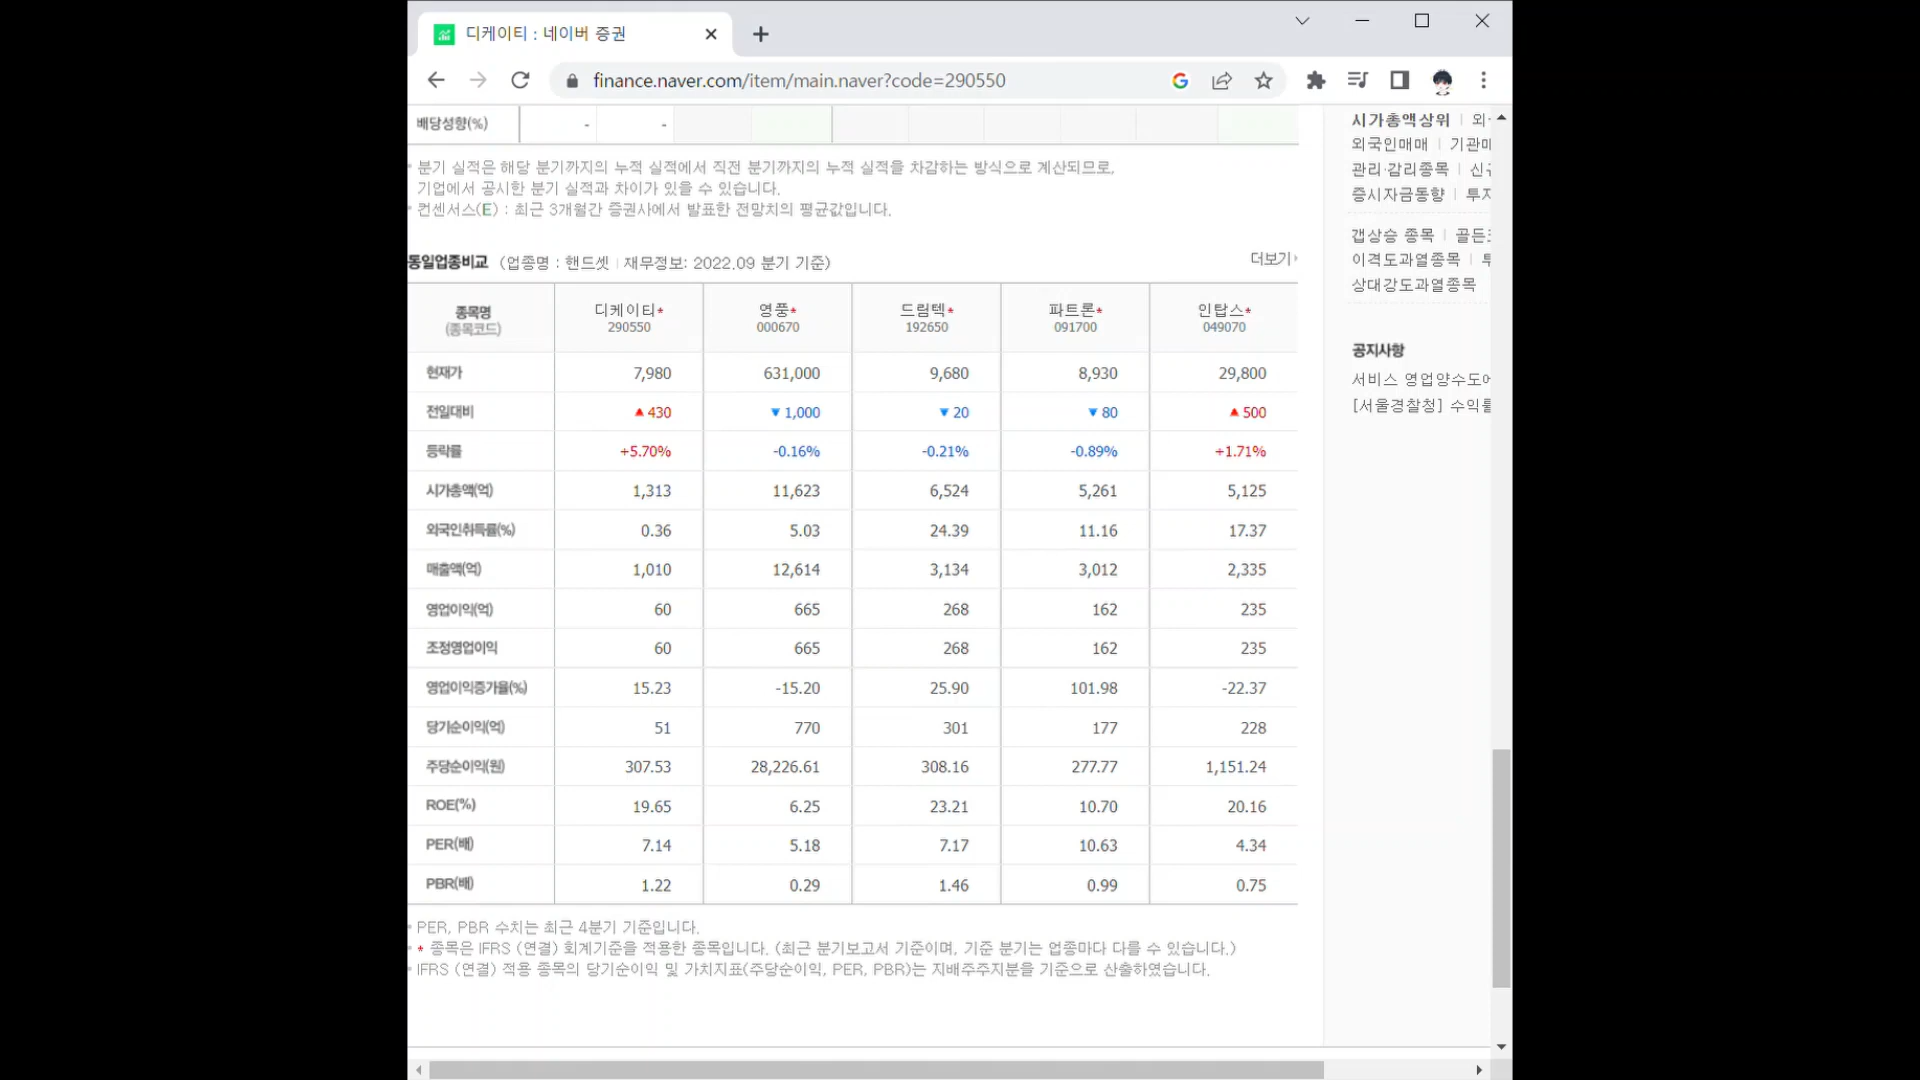 디케이티 : 네이버 증권
finance.naver.com/item/main.naver?code=290550
배당성향(%) - -
* 분기 실적은 해당 분기까지의 누적 실적에서 직전 분기까지의 누적 실적을 차감하는 방식으로 계산되므로,
기업에서 공시한 분기 실적과 차이가 있을 수 있습니다.
* 컨센서스(E) : 최근 3개월간 증권사에서 발표한 전망치의 평균값입니다.
동일업종비교 (업종명 : 핸드셋 | 재무정보: 2022.09 분기 기준) 더보기
종목명 디케이티* 영풍* 드림텍* 파트론* 인탑스*
(종목코드) 290550 000670 192650 091700 049070
현재가 7,980 631,000 9,680 8,930 29,800
전일대비 ▲430 ▼1,000 ▼20 ▼80 ▲500
등락률 +5.70% -0.16% -0.21% -0.89% +1.71%
시가총액(억) 1,313 11,623 6,524 5,261 5,125
외국인취득률(%) 0.36 5.03 24.39 11.16 17.37
매출액(억) 1,010 12,614 3,134 3,012 2,335
영업이익(억) 60 665 268 162 235
조정영업이익 60 665 268 162 235
영업이익증가율(%) 15.23 -15.20 25.90 101.98 -22.37
당기순이익(억) 51 770 301 177 228
주당순이익(원) 307.53 28,226.61 308.16 277.77 1,151.24
ROE(%) 19.65 6.25 23.21 10.70 20.16
PER(배) 7.14 5.18 7.17 10.63 4.34
PBR(배) 1.22 0.29 1.46 0.99 0.75
* PER, PBR 수치는 최근 4분기 기준입니다.
* * 종목은 IFRS (연결) 회계기준을 적용한 종목입니다. (최근 분기보고서 기준이며, 기준 분기는 업종마다 다를 수 있습니다.)
* IFRS (연결) 적용 종목의 당기순이익 및 가치지표(주당순이익, PER, PBR)는 지배주주지분을 기준으로 산출하였습니다.
시가총액상위
외국인매매 |
관리·감리종목 |
증시자금동향 |
갭상승 종목 |
이격도과열종목 |
상대강도과열종목
공지사항
서비스
[서울경찰청]